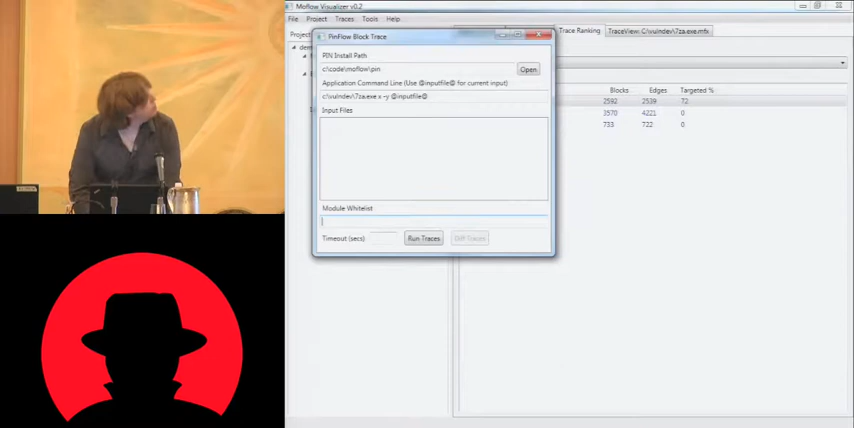 Moflow Visualizer v0.2
File Project Traces Tools Help
Trace Ranking TraceView: C:\vulndev\7za.exe.mfx
PinFlow Block Trace
PIN Install Path
c:\code\moflow\pin
Open
Application Command Line (Use @inputfile@ for current input)
c:\vulndev\7za.exe x -y @inputfile@
Input Files
Module Whitelist
Timeout (secs) Run Traces Diff Traces
Blocks Edges Targeted %
2592 2539 72
3570 4221 0
733 722 0